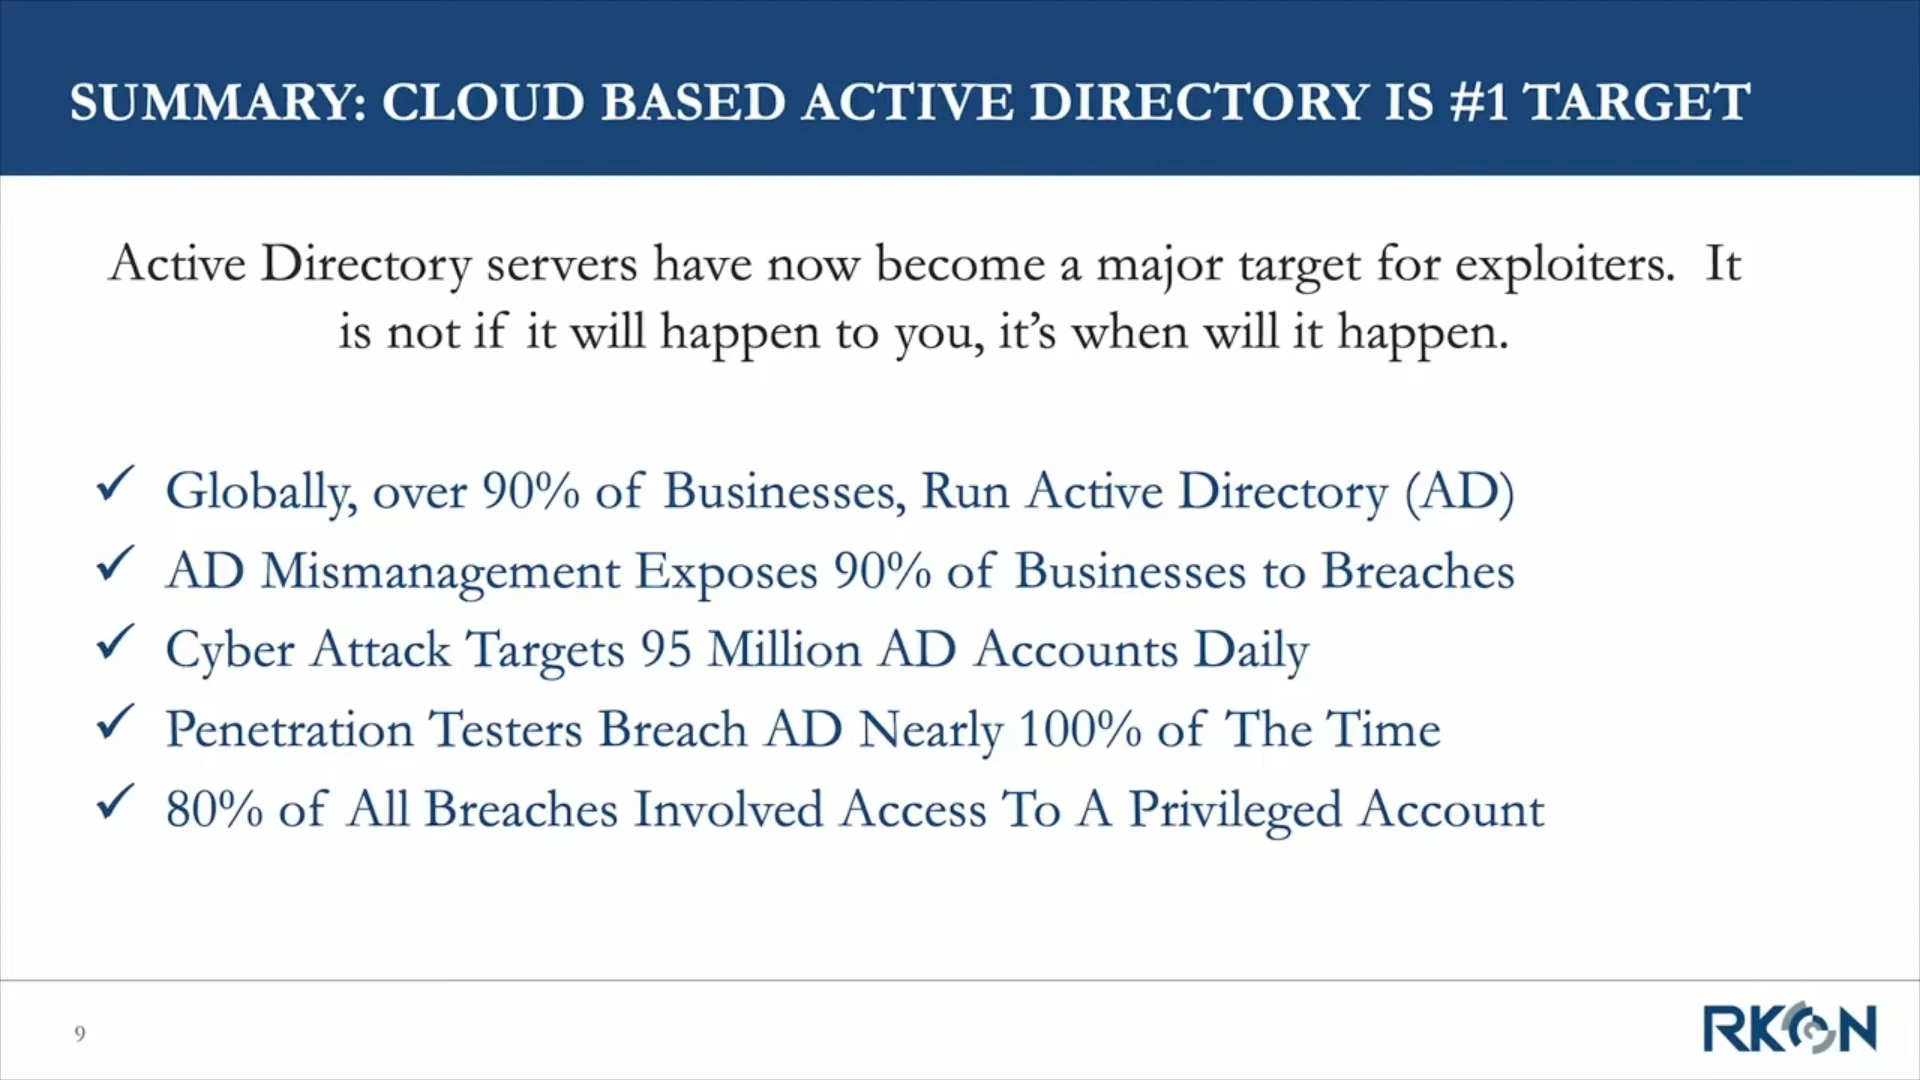 SUMMARY: CLOUD BASED ACTIVE DIRECTORY IS #1 TARGET
Active Directory servers have now become a major target for exploiters. It
is not if it will happen to you, it’s when will it happen.
✓ Globally, over 90% of Businesses, Run Active Directory (AD)
✓ AD Mismanagement Exposes 90% of Businesses to Breaches
✓ Cyber Attack Targets 95 Million AD Accounts Daily
✓ Penetration Testers Breach AD Nearly 100% of The Time
✓ 80% of All Breaches Involved Access To A Privileged Account
9
RKON